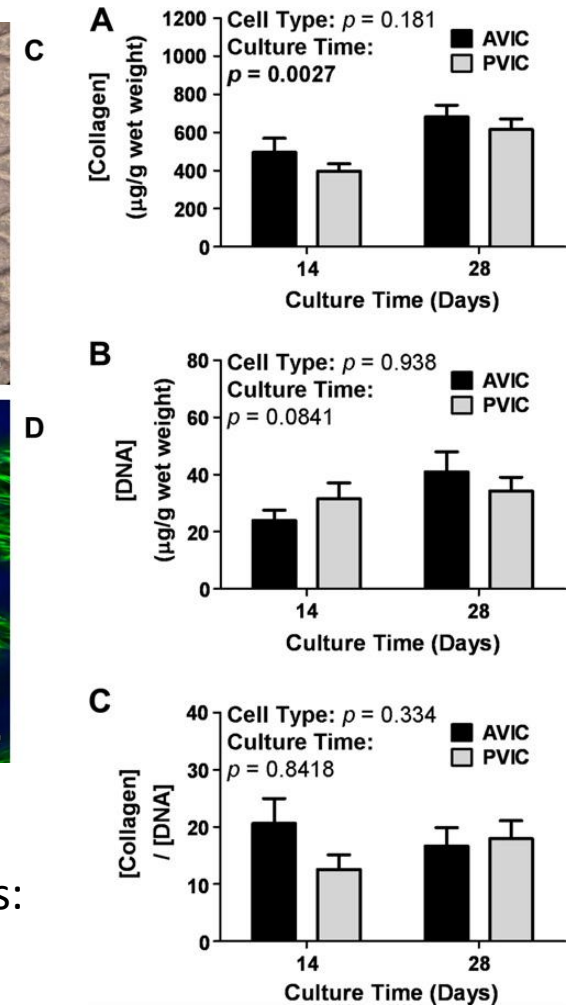 C
D
s:
A
Cell Type: p = 0.181
Culture Time:
p = 0.0027
AVIC
PVIC
[Collagen]
(µg/g wet weight)
1200
1000
800
600
400
200
0
14
28
Culture Time (Days)
B
Cell Type: p = 0.938
Culture Time:
p = 0.0841
AVIC
PVIC
[DNA]
(µg/g wet weight)
80
60
40
20
0
14
28
Culture Time (Days)
C
Cell Type: p = 0.334
Culture Time:
p = 0.8418
AVIC
PVIC
[Collagen]
/ [DNA]
40
30
20
10
0
14
28
Culture Time (Days)